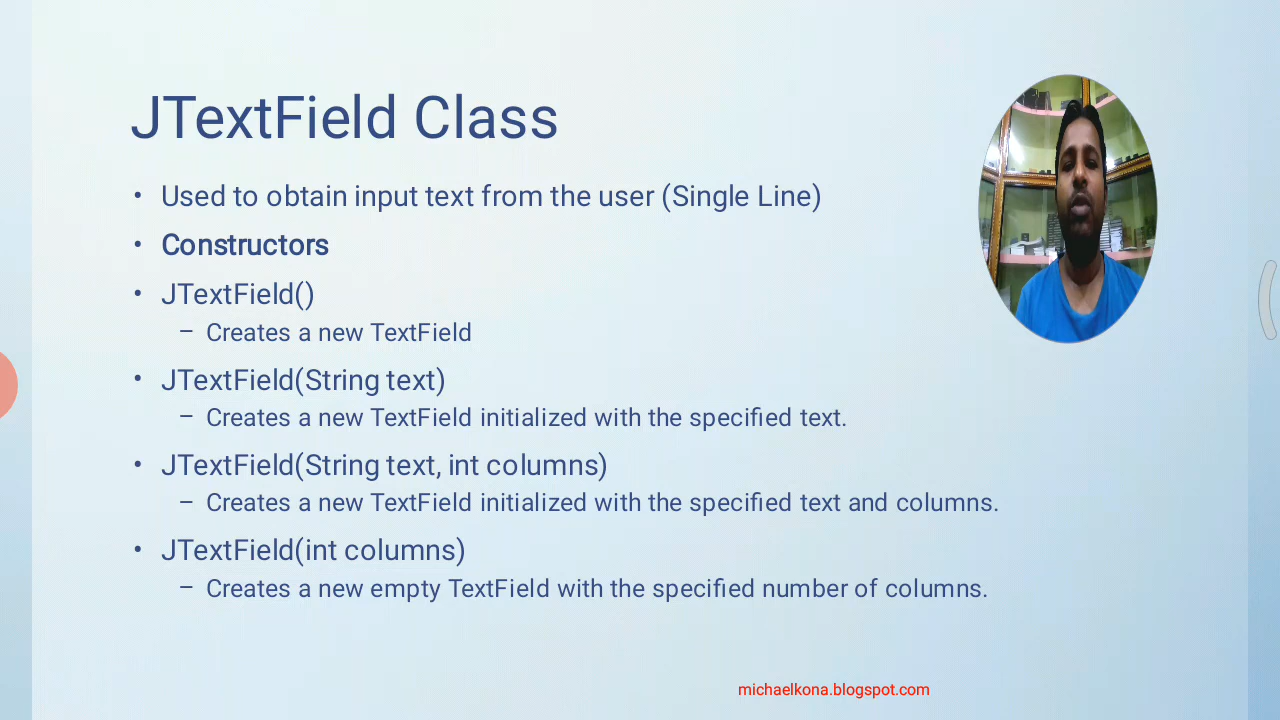 JTextField Class
• Used to obtain input text from the user (Single Line)
• Constructors
• JTextField()
– Creates a new TextField
• JTextField(String text)
– Creates a new TextField initialized with the specified text.
• JTextField(String text, int columns)
– Creates a new TextField initialized with the specified text and columns.
• JTextField(int columns)
– Creates a new empty TextField with the specified number of columns.
michaelkona.blogspot.com